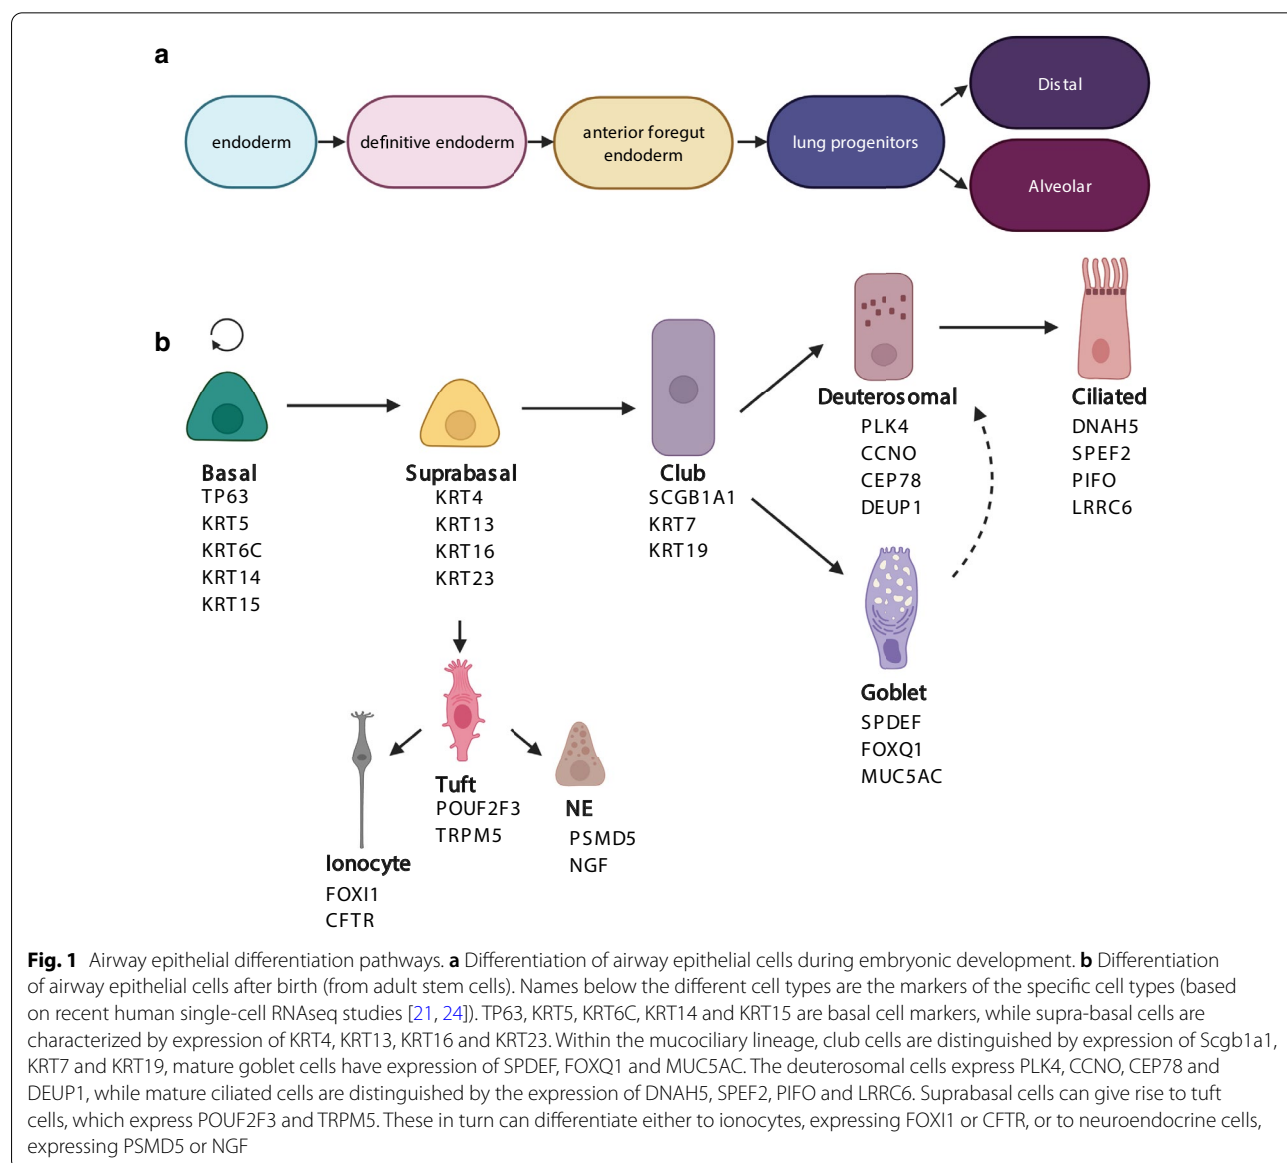 a
endoderm
definitive endoderm
anterior foregut
endoderm
lung progenitors
Distal
Alveolar
b
Basal
TP63
KRT5
KRT6C
KRT14
KRT15
Suprabasal
KRT4
KRT13
KRT16
KRT23
Club
SCGB1A1
KRT7
KRT19
Deuterosomal
PLK4
CCNO
CEP78
DEUP1
Ciliated
DNAH5
SPEF2
PIFO
LRRC6
Goblet
SPDEF
FOXQ1
MUC5AC
Tuft
POUF2F3
TRPM5
NE
PSMD5
NGF
Ionocyte
FOXI1
CFTR
Fig. 1 Airway epithelial differentiation pathways. a Differentiation of airway epithelial cells during embryonic development. b Differentiation
of airway epithelial cells after birth (from adult stem cells). Names below the different cell types are the markers of the specific cell types (based
on recent human single-cell RNAseq studies [21, 24]). TP63, KRT5, KRT6C, KRT14 and KRT15 are basal cell markers, while supra-basal cells are
characterized by expression of KRT4, KRT13, KRT16 and KRT23. Within the mucociliary lineage, club cells are distinguished by expression of Scgb1a1,
KRT7 and KRT19, mature goblet cells have expression of SPDEF, FOXQ1 and MUC5AC. The deuterosomal cells express PLK4, CCNO, CEP78 and
DEUP1, while mature ciliated cells are distinguished by the expression of DNAH5, SPEF2, PIFO and LRRC6. Suprabasal cells can give rise to tuft
cells, which express POUF2F3 and TRPM5. These in turn can differentiate either to ionocytes, expressing FOXI1 or CFTR, or to neuroendocrine cells,
expressing PSMD5 or NGF